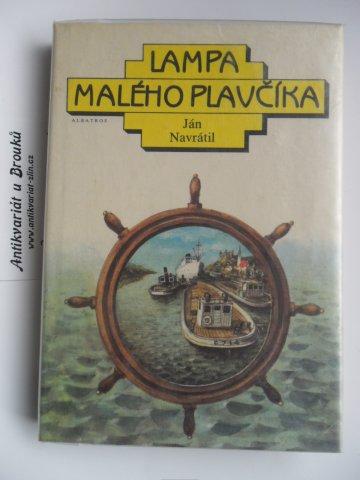 LAMPA
MALÉHO PLAVČÍKA
ALBATROS
Ján
Navrátil
Antikvariát u Brouků
www.antikvariat-zlin.cz